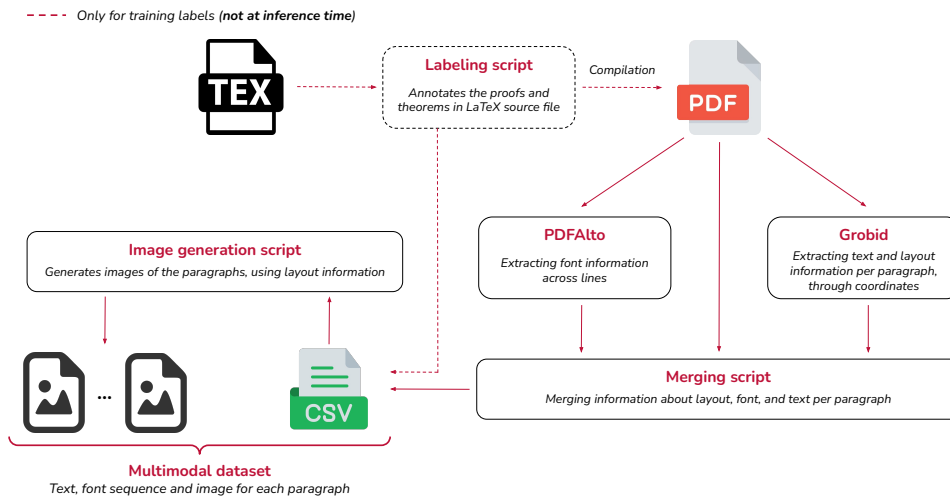 Only for training labels (not at inference time)
TEX
Labeling script
Annotates the proofs and
theorems in LaTeX source file
Compilation
PDF
PDFAlto
Extracting font information
across lines
Grobid
Extracting text and layout
information per paragraph,
through coordinates
Image generation script
Generates images of the paragraphs, using layout information
...
CSV
Merging script
Merging information about layout, font, and text per paragraph
Multimodal dataset
Text, font sequence and image for each paragraph